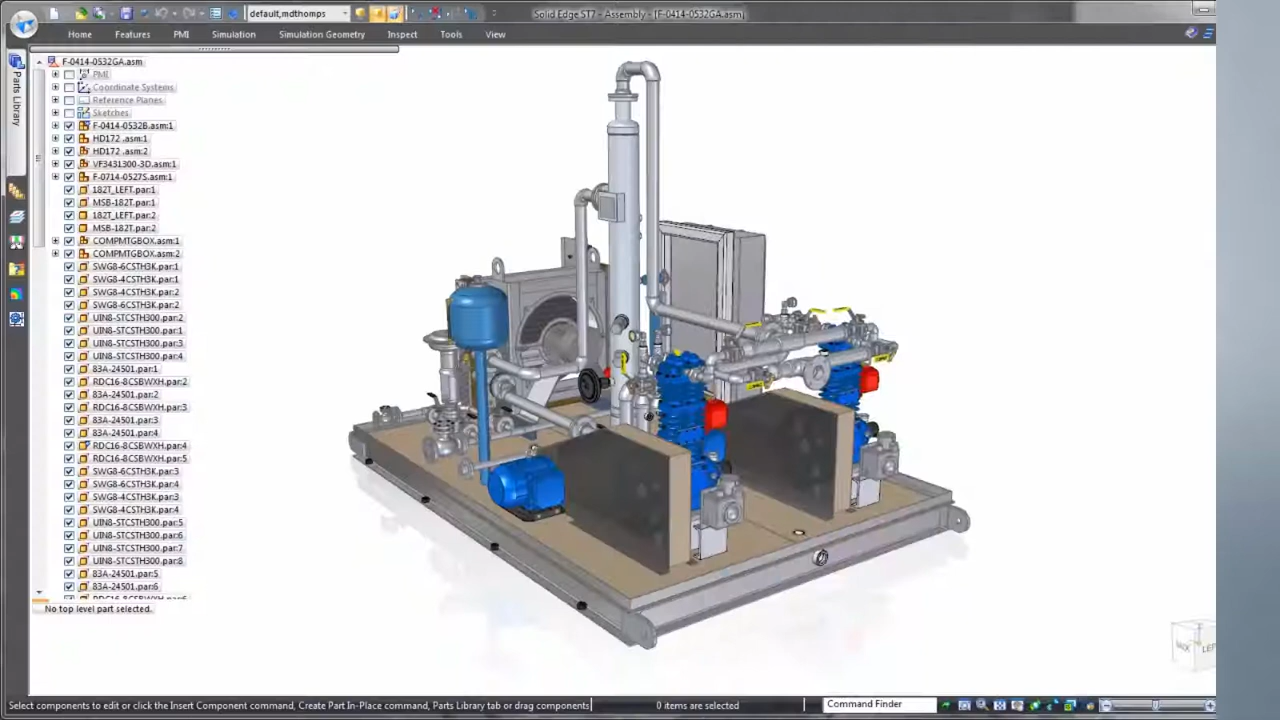 default,mdthomps
Solid Edge ST7 - Assembly - [F-0414-0532GA.asm]
Home Features PMI Simulation Simulation Geometry Inspect Tools View
Parts Library
F-0414-0532GA.asm
PMI
Coordinate Systems
Reference Planes
Sketches
F-0414-0532B.asm:1
HD172 .asm:1
HD172 .asm:2
VF3431300-3D.asm:1
F-0714-0527S.asm:1
182T_LEFT.par:1
MSB-182T.par:1
182T_LEFT.par:2
MSB-182T.par:2
COMPMTGBOX.asm:1
COMPMTGBOX.asm:2
SWG8-6CSTH3K.par:1
SWG8-4CSTH3K.par:1
SWG8-4CSTH3K.par:2
SWG8-6CSTH3K.par:2
UIN8-STCSTH300.par:2
UIN8-STCSTH300.par:1
UIN8-STCSTH300.par:3
UIN8-STCSTH300.par:4
83A-24501.par:1
RDC16-8CSBWXH.par:2
83A-24501.par:2
RDC16-8CSBWXH.par:3
83A-24501.par:3
83A-24501.par:4
RDC16-8CSBWXH.par:4
RDC16-8CSBWXH.par:5
SWG8-6CSTH3K.par:3
SWG8-6CSTH3K.par:4
SWG8-4CSTH3K.par:3
SWG8-4CSTH3K.par:4
UIN8-STCSTH300.par:5
UIN8-STCSTH300.par:6
UIN8-STCSTH300.par:7
UIN8-STCSTH300.par:8
83A-24501.par:5
83A-24501.par:6
RDC16-8CSBWXH.par:6
No top level part selected.
Select components to edit or click the Insert Component command, Create Part In-Place command, Parts Library tab or drag components
0 items are selected
Command Finder